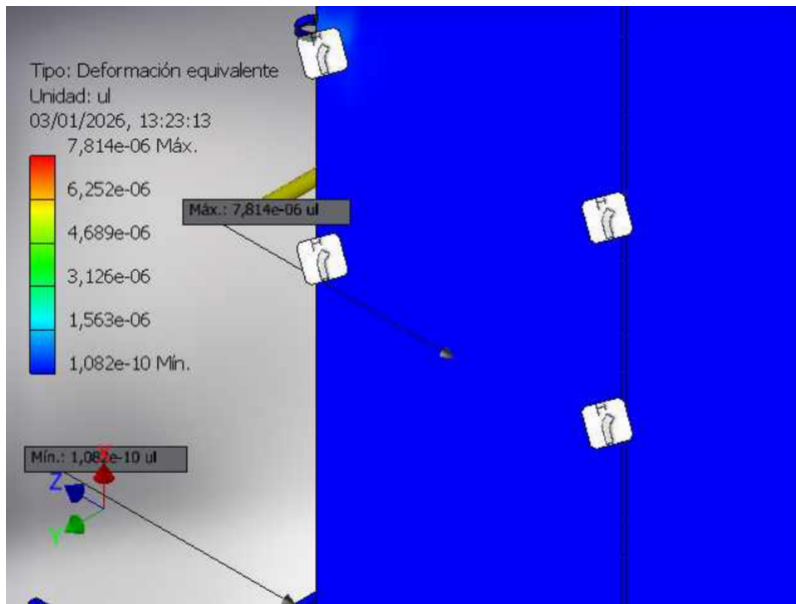 Tipo: Deformación equivalente
Unidad: ul
03/01/2026, 13:23:13
7,814e-06 Máx.
6,252e-06
4,689e-06
3,126e-06
1,563e-06
1,082e-10 Mín.
Máx.: 7,814e-06 ul
Mín.: 1,082e-10 ul
Z
Y